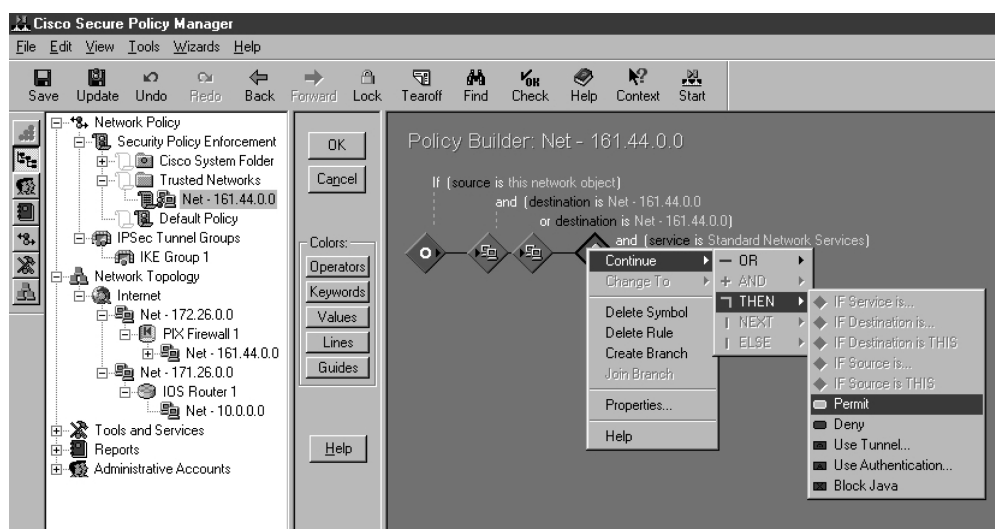 Cisco Secure Policy Manager
File Edit View Tools Wizards Help
Save Update Undo Redo Back Forward Lock Tearoff Find Check Help Context Start
OK
Network Policy
Security Policy Enforcement
Cisco System Folder
Trusted Networks
Net - 161.44.0.0
Default Policy
IPSec Tunnel Groups
IKE Group 1
Network Topology
Internet
Net - 172.26.0.0
PIX Firewall 1
Net - 161.44.0.0
Net - 171.26.0.0
IOS Router 1
Net - 10.0.0.0
Tools and Services
Reports
Administrative Accounts
OK
Cancel
Colors:
Operators
Keywords
Values
Lines
Guides
Help
Policy Builder: Net - 161.44.0.0
If (source is this network object)
and (destination is Net - 161.44.0.0
or destination is Net - 161.44.0.0)
and (service is Standard Network Services)
Continue
Change To
Delete Symbol
Delete Rule
Create Branch
Join Branch
Properties...
Help
OR
AND
THEN
NEXT
ELSE
IF Service is...
IF Destination is...
IF Destination is THIS
IF Source is...
IF Source is THIS
Permit
Deny
Use Tunnel...
Use Authentication...
Block Java